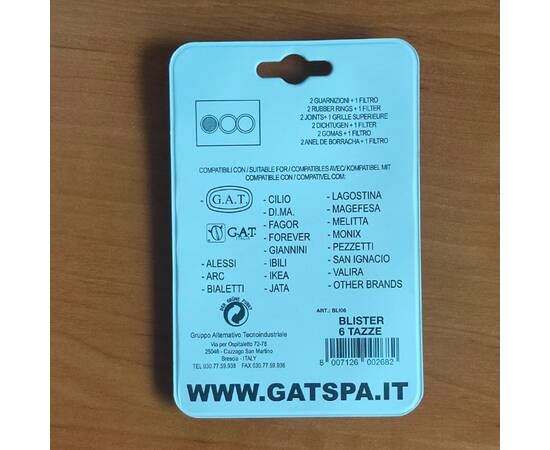 2 GUARNIZIONI + 1 FILTRO
2 RUBBER RINGS + 1 FILTER
2 JOINTS+ 1 GRILLE SUPERIEURE
2 DICHTUGEN + 1 FILTER
2 GOMAS + 1 FILTRO
2 ANEL DE BORRACHA + 1 FILTRO
COMPATIBILI CON / SUITABLE FOR / COMPATIBLES AVEC/ KOMPATIBEL MIT
COMPATIBLE CON / COMPATIVEL COM:
- G.A.T.
G.A.T.
- ALESSI
- ARC
- BIALETTI
- CILIO
- DI.MA.
- FAGOR
- FOREVER
- GIANNINI
- IBILI
- IKEA
- JATA
- LAGOSTINA
- MAGEFESA
- MELITTA
- MONIX
- PEZZETTI
- SAN IGNACIO
- VALIRA
- OTHER BRANDS
DER GRÜNE PUNKT
Gruppo Alternativo Tecnoindustriale
Via per Ospitaletto 72-78
25046 - Cazzago San Martino
Brescia - ITALY
TEL 030.77.59.938 FAX 030.77.59.936
ART.: BLI06
BLISTER
6 TAZZE
8 007126 002682
WWW.GATSPA.IT